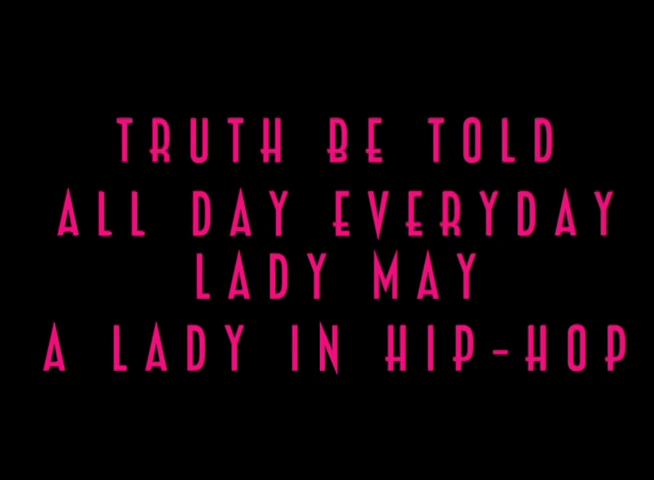 TRUTH BE TOLD
ALL DAY EVERYDAY
LADY MAY
A LADY IN HIP-HOP